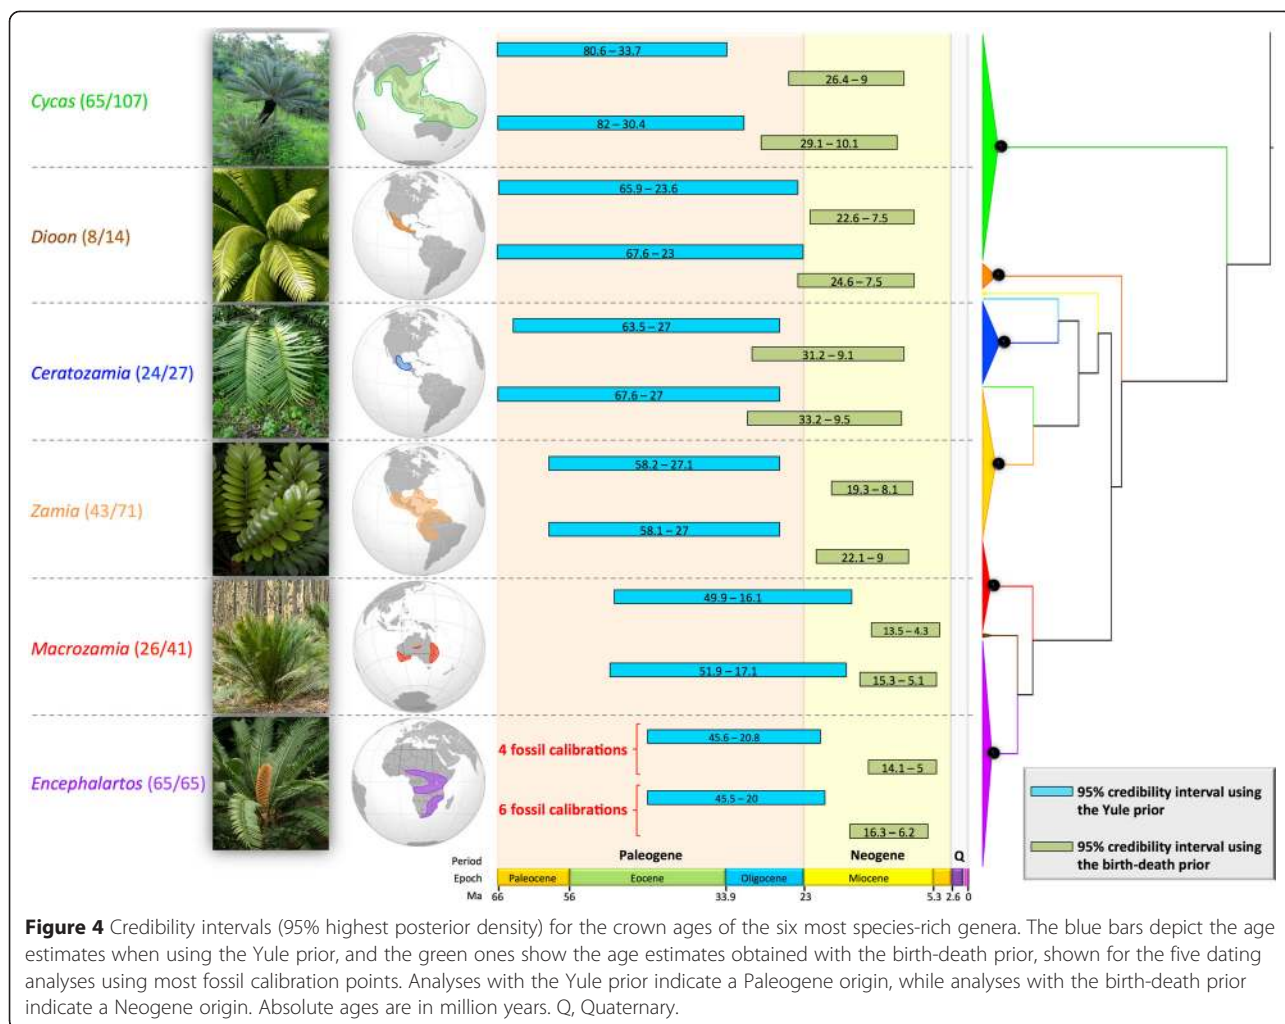 Cycas (65/107)
80.6 – 33.7
26.4 – 9
82 – 30.4
29.1 – 10.1
Dioon (8/14)
65.9 – 23.6
22.6 – 7.5
67.6 – 23
24.6 – 7.5
Ceratozamia (24/27)
63.5 – 27
31.2 – 9.1
67.6 – 27
33.2 – 9.5
Zamia (43/71)
58.2 – 27.1
19.3 – 8.1
58.1 – 27
22.1 – 9
Macrozamia (26/41)
49.9 – 16.1
13.5 – 4.3
51.9 – 17.1
15.3 – 5.1
Encephalartos (65/65)
4 fossil calibrations
45.6 – 20.8
14.1 – 5
6 fossil calibrations
45.5 – 20
16.3 – 6.2
95% credibility interval using
the Yule prior
95% credibility interval using
the birth-death prior
Period Paleogene Neogene Q
Epoch Paleocene Eocene Oligocene Miocene
Ma 66 56 33.9 23 5.3 2.6 0
Figure 4 Credibility intervals (95% highest posterior density) for the crown ages of the six most species-rich genera. The blue bars depict the age
estimates when using the Yule prior, and the green ones show the age estimates obtained with the birth-death prior, shown for the five dating
analyses using most fossil calibration points. Analyses with the Yule prior indicate a Paleogene origin, while analyses with the birth-death prior
indicate a Neogene origin. Absolute ages are in million years. Q, Quaternary.